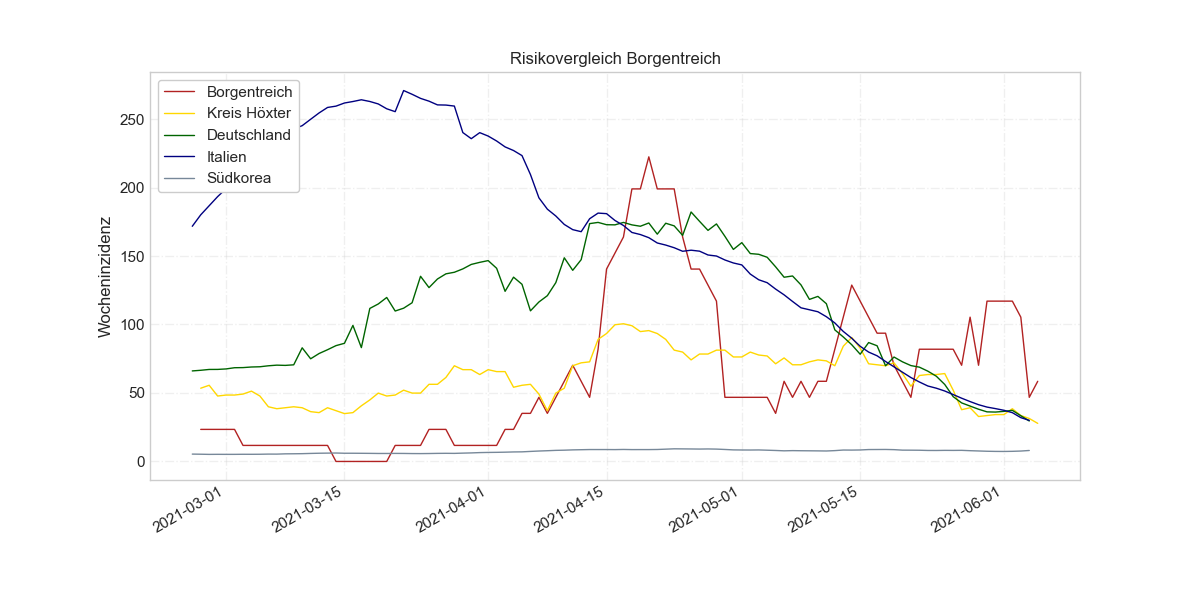 Risikovergleich Borgentreich
Borgentreich
Kreis Höxter
Deutschland
Italien
Südkorea
Wocheninzidenz
250
200
150
100
50
0
2021-03-01
2021-03-15
2021-04-01
2021-04-15
2021-05-01
2021-05-15
2021-06-01